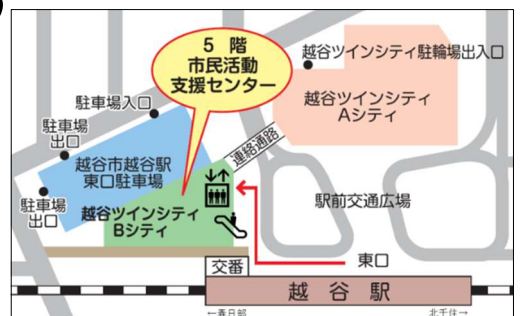 5 階
市民活動
支援センター
越谷ツインシティ駐輪場出入口
越谷ツインシティ
Aシティ
駐車場入口
駐車場
出口
越谷市越谷駅
東口駐車場
駐車場
出口
連絡通路
越谷ツインシティ
Bシティ
駅前交通広場
交番
東口
越谷駅
←春日部
北千住→